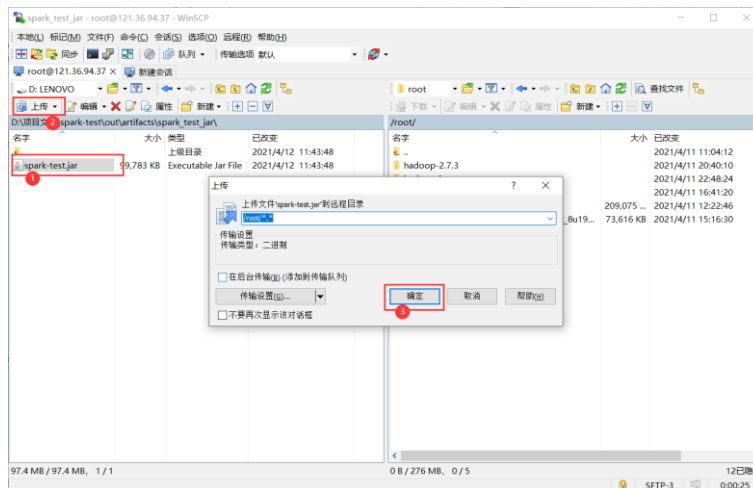 spark_test_jar - root@121.36.94.37 - WinSCP
本地(L) 标记(M) 文件(F) 命令(C) 会话(S) 选项(O) 远程(R) 帮助(H)
同步 队列 传输选项 默认
root@121.36.94.37 × 新建会话
D: LENOVO root 查找文件
上传 编辑 属性 新建 下载 编辑 属性 新建
D:\项目文 2 spark-test\out\artifacts\spark_test_jar\ /root/
名字 大小 类型 已改变 名字 大小 已改变
.. 上级目录 2021/4/12 11:43:48 .. 2021/4/11 11:04:12
spark-test.jar 99,783 KB Executable Jar File 2021/4/12 11:43:48 hadoop-2.7.3 2021/4/11 20:40:10
1
上传 ? × 2021/4/11 22:48:24
2021/4/11 16:41:20
上传文件'spark-test.jar'到远程目录 209,075 ... 2021/4/11 12:22:46
/root/*.* _8u19... 73,616 KB 2021/4/11 15:16:30
传输设置
传输类型：二进制
在后台传输(B) (添加到传输队列)
传输设置(G)... 确定 取消 帮助(H)
3
不要再次显示该对话框
97.4 MB / 97.4 MB, 1 / 1 0 B / 276 MB, 0 / 5 12已隐
SFTP-3 0:00:25